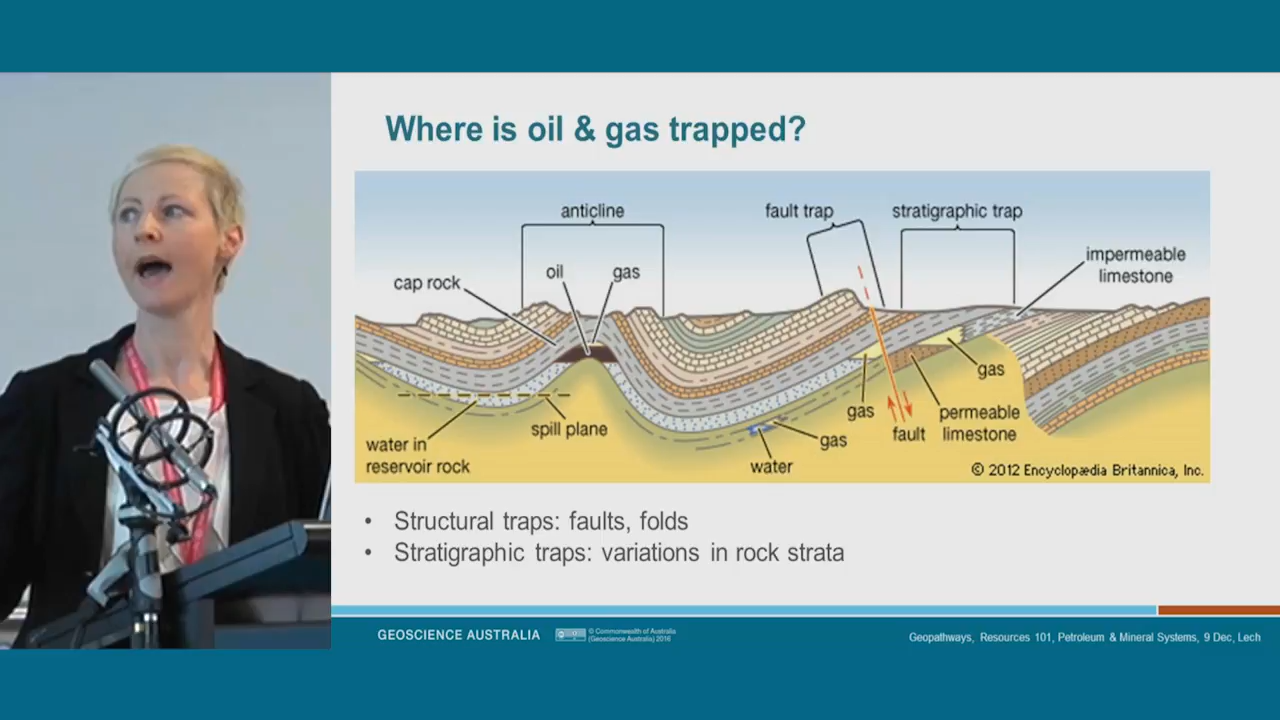 Where is oil & gas trapped?
anticline
fault trap
stratigraphic trap
impermeable
limestone
cap rock
oil
gas
gas
gas
permeable
limestone
fault
gas
water
spill plane
water in
reservoir rock
© 2012 Encyclopædia Britannica, Inc.
• Structural traps: faults, folds
• Stratigraphic traps: variations in rock strata
GEOSCIENCE AUSTRALIA
© Commonwealth of Australia
(Geoscience Australia) 2016
Geopathways, Resources 101, Petroleum & Mineral Systems, 9 Dec, Lech